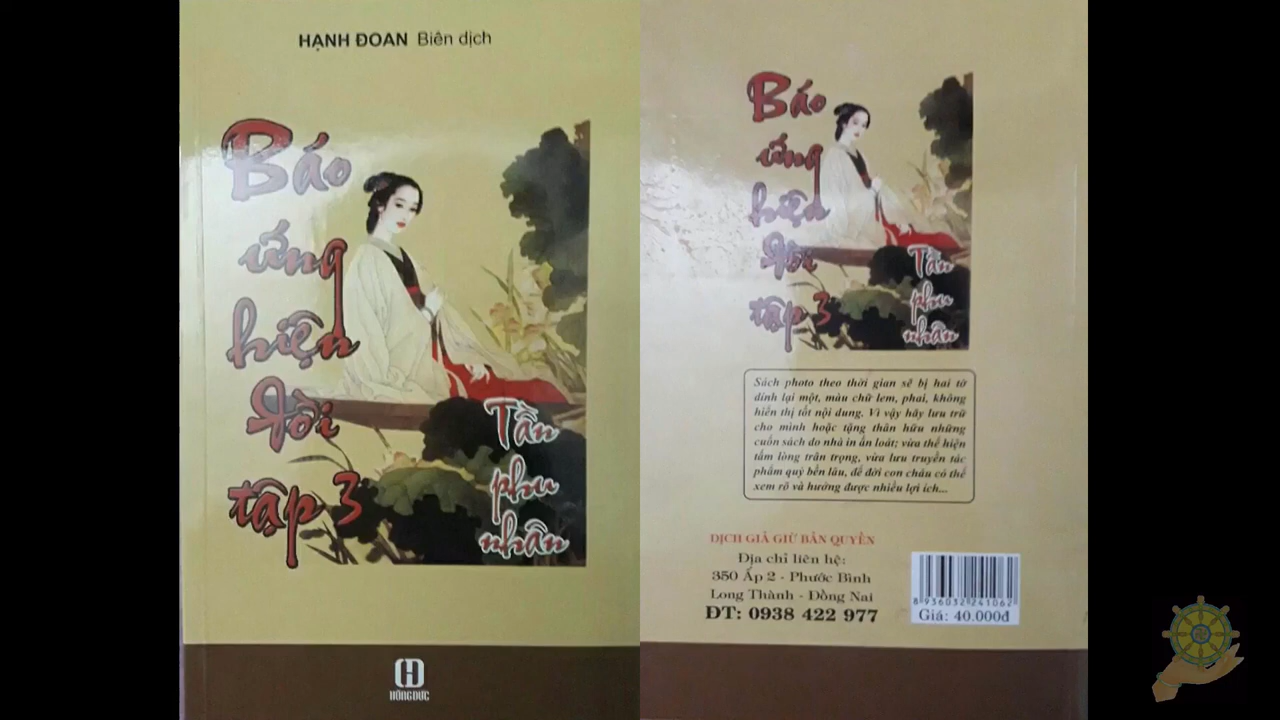 HẠNH ĐOAN Biên dịch
Báo
ứng
hiện
đời
tập 3
Tần
phu
nhân
HỒNG ĐỨC
Báo
ứng
hiện
đời
tập 3
Tần
phu
nhân
Sách photo theo thời gian sẽ bị hai tờ
dính lại một, màu chữ lem, phai, không
hiển thị tốt nội dung. Vì vậy hãy lưu trữ
cho mình hoặc tặng thân hữu những
cuốn sách do nhà in ấn loát; vừa thể hiện
tấm lòng trân trọng, vừa lưu truyền tác
phẩm quý bền lâu, để đời con cháu có thể
xem rõ và hưởng được nhiều lợi ích...
DỊCH GIẢ GIỮ BẢN QUYỀN
Địa chỉ liên hệ:
350 Ấp 2 - Phước Bình
Long Thành - Đồng Nai
ĐT: 0938 422 977
8 936032 241062
Giá: 40.000đ